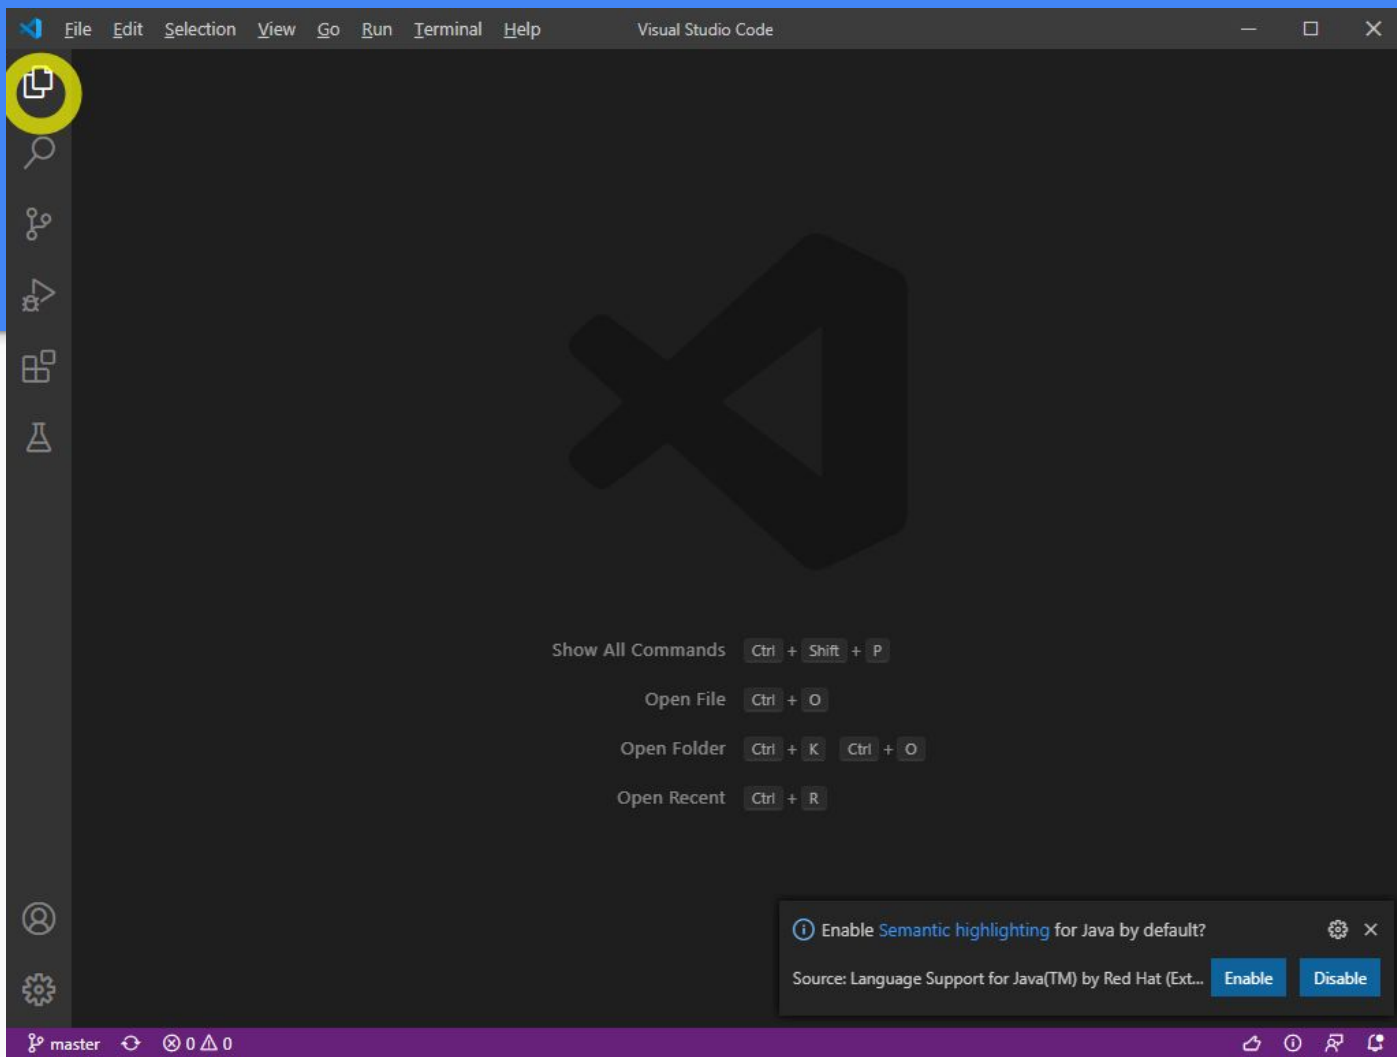 File Edit Selection View Go Run Terminal Help Visual Studio Code
Show All Commands Ctrl + Shift + P
Open File Ctrl + O
Open Folder Ctrl + K Ctrl + O
Open Recent Ctrl + R
Enable Semantic highlighting for Java by default?
Source: Language Support for Java(TM) by Red Hat (Ext... Enable Disable
master 0 0